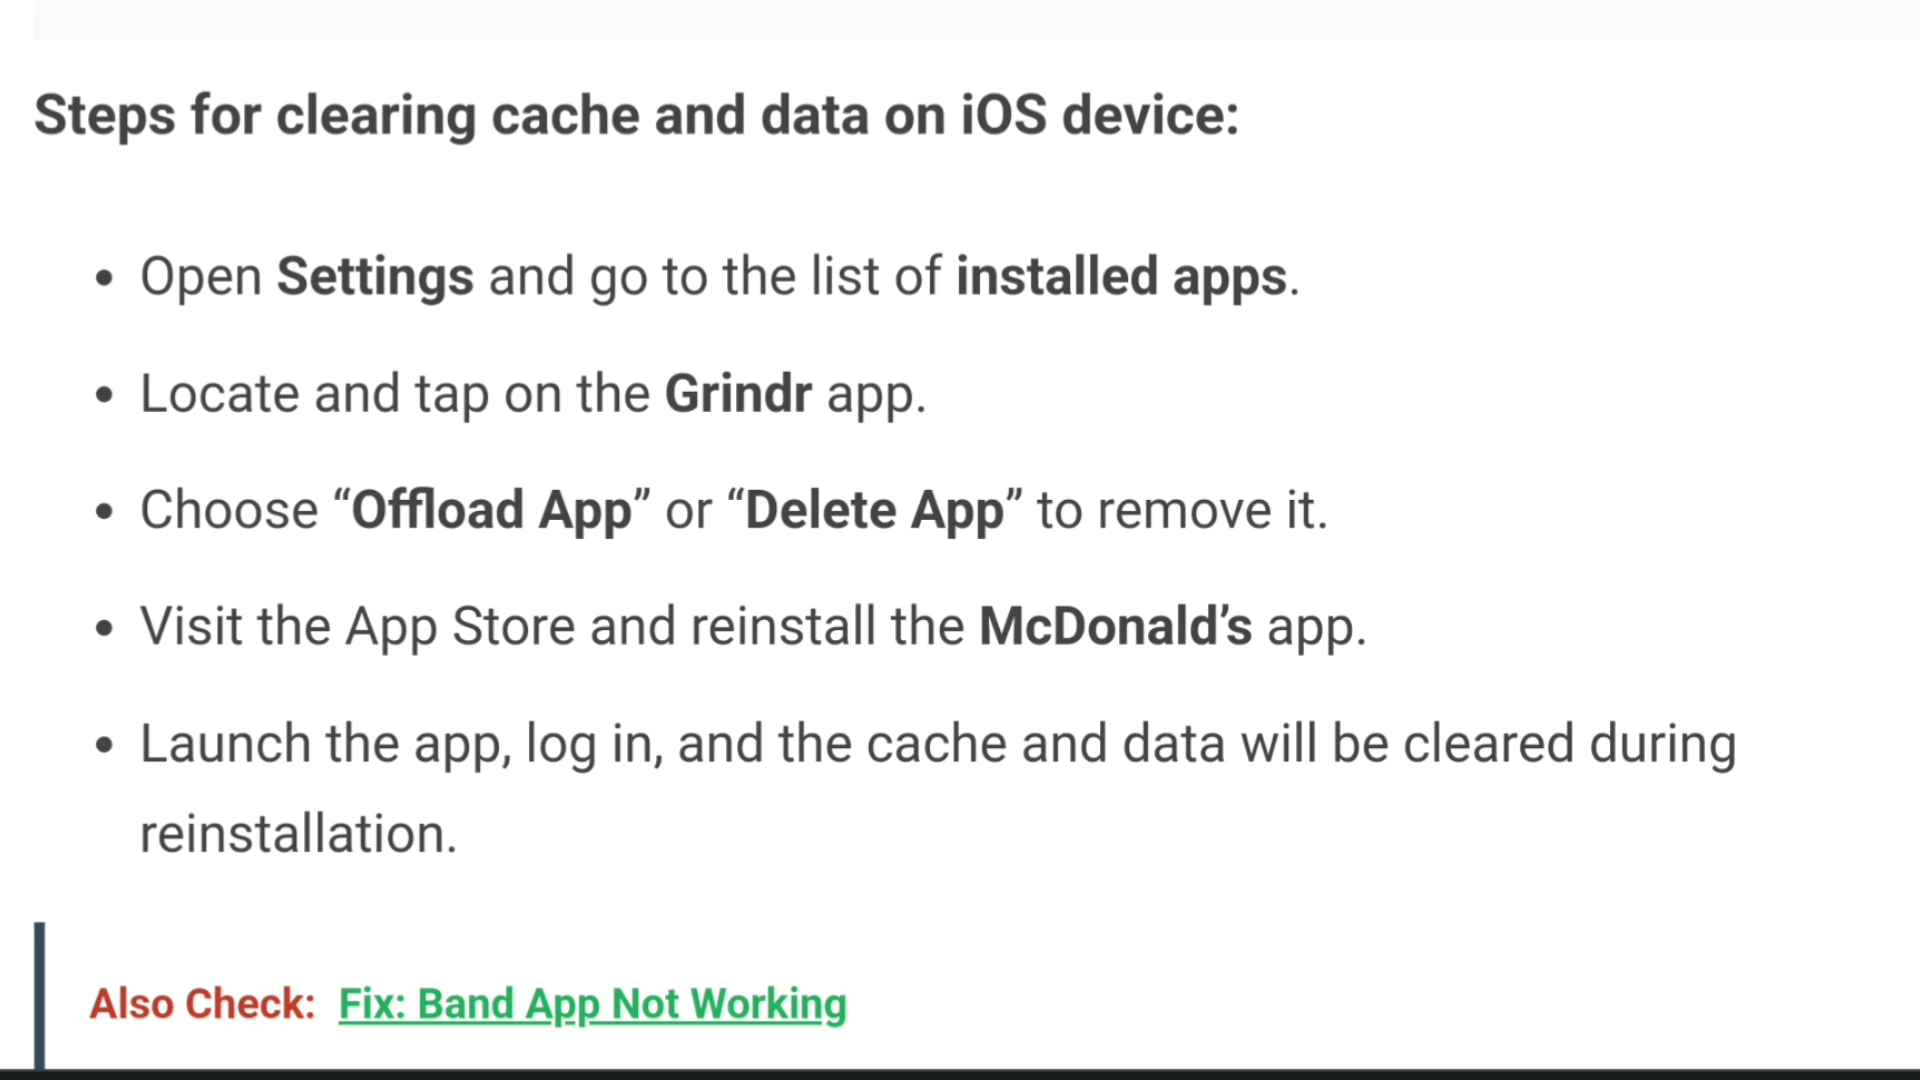 Steps for clearing cache and data on iOS device:
• Open Settings and go to the list of installed apps.
• Locate and tap on the Grindr app.
• Choose “Offload App” or “Delete App” to remove it.
• Visit the App Store and reinstall the McDonald’s app.
• Launch the app, log in, and the cache and data will be cleared during
reinstallation.
Also Check: Fix: Band App Not Working